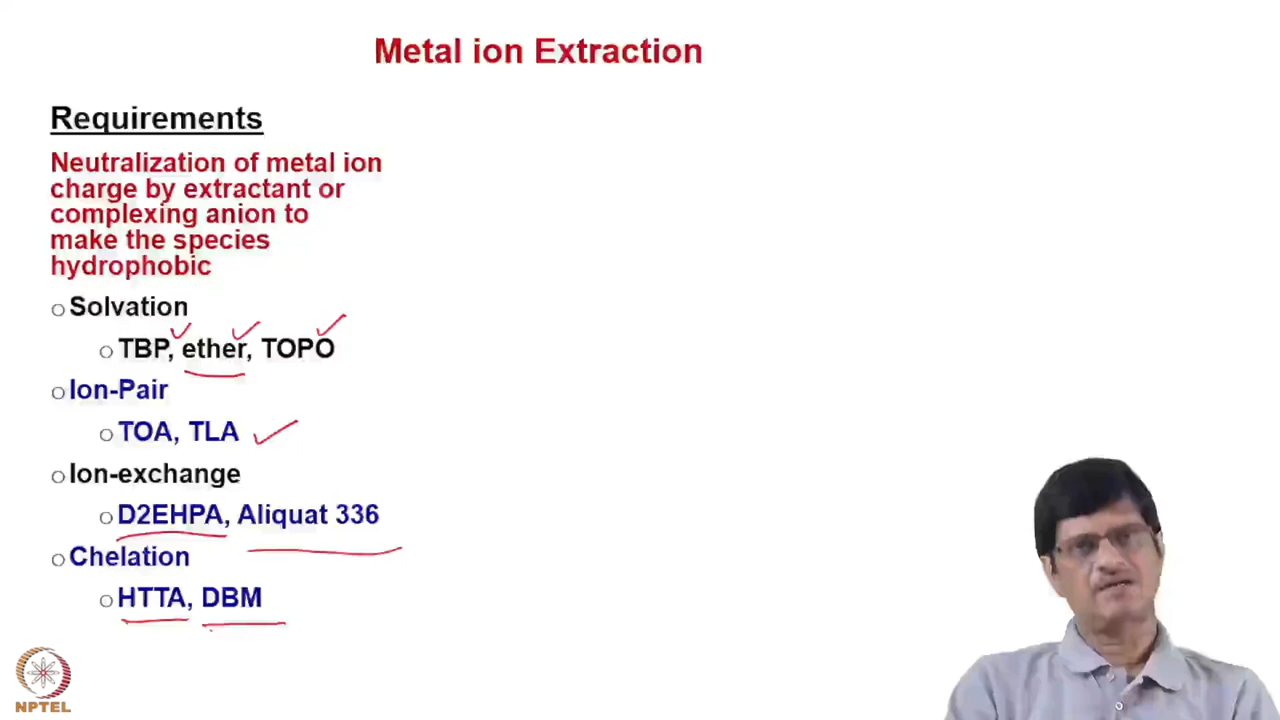 Metal ion Extraction
Requirements
Neutralization of metal ion
charge by extractant or
complexing anion to
make the species
hydrophobic
Solvation
TBP, ether, TOPO
Ion-Pair
TOA, TLA
Ion-exchange
D2EHPA, Aliquat 336
Chelation
HTTA, DBM
NPTEL